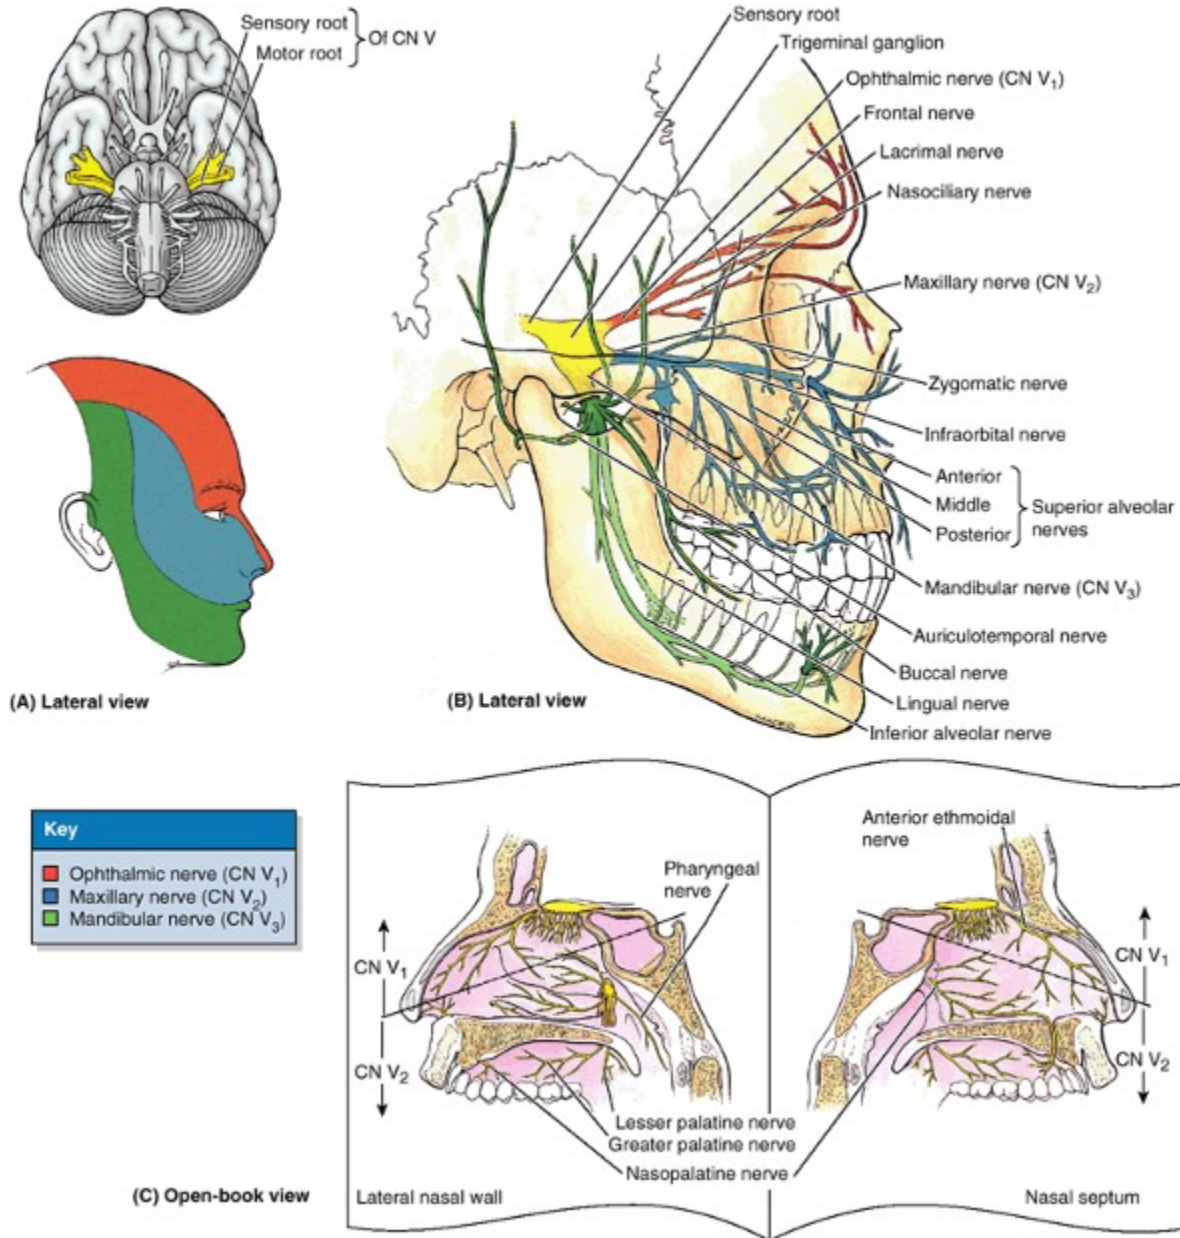 Sensory root
Motor root
Of CN V
(A) Lateral view
Sensory root
Trigeminal ganglion
Ophthalmic nerve (CN V₁)
Frontal nerve
Lacrimal nerve
Nasociliary nerve
Maxillary nerve (CN V₂)
Zygomatic nerve
Infraorbital nerve
Anterior
Middle
Posterior
Superior alveolar
nerves
Mandibular nerve (CN V₃)
Auriculotemporal nerve
Buccal nerve
Lingual nerve
Inferior alveolar nerve
(B) Lateral view
Key
Ophthalmic nerve (CN V₁)
Maxillary nerve (CN V₂)
Mandibular nerve (CN V₃)
Pharyngeal
nerve
CN V₁
CN V₂
Lesser palatine nerve
Greater palatine nerve
Nasopalatine nerve
Lateral nasal wall
Anterior ethmoidal
nerve
CN V₁
CN V₂
Nasal septum
(C) Open-book view